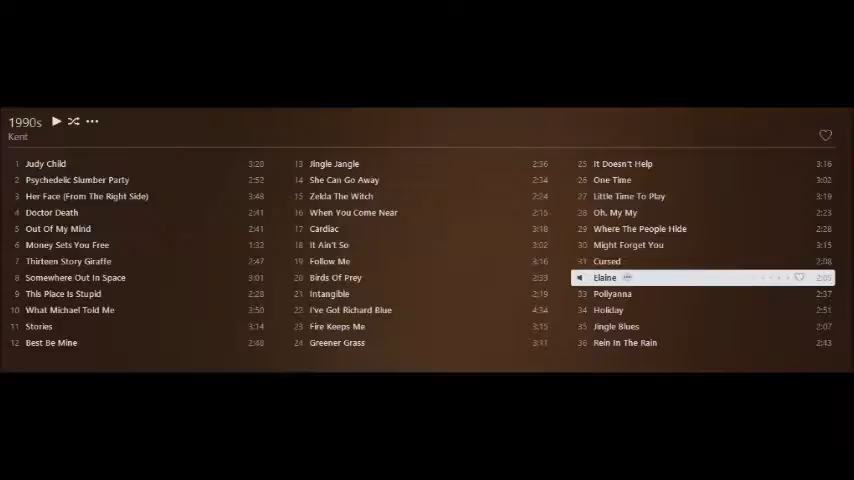 1990s
Kent
1 Judy Child 3:20
2 Psychedelic Slumber Party 2:52
3 Her Face (From The Right Side) 3:48
4 Doctor Death 2:41
5 Out Of My Mind 2:41
6 Money Sets You Free 1:32
7 Thirteen Story Giraffe 2:47
8 Somewhere Out In Space 3:01
9 This Place Is Stupid 2:28
10 What Michael Told Me 3:50
11 Stories 3:14
12 Best Be Mine 2:48
13 Jingle Jangle 2:36
14 She Can Go Away 2:34
15 Zelda The Witch 2:24
16 When You Come Near 2:15
17 Cardiac 3:18
18 It Ain't So 3:02
19 Follow Me 3:16
20 Birds Of Prey 2:33
21 Intangible 2:19
22 I've Got Richard Blue 4:34
23 Fire Keeps Me 3:15
24 Greener Grass 3:11
25 It Doesn't Help 3:16
26 One Time 3:02
27 Little Time To Play 3:19
28 Oh, My My 2:23
29 Where The People Hide 2:28
30 Might Forget You 3:15
31 Cursed 2:08
Elaine 2:05
33 Pollyanna 2:37
34 Holiday 2:51
35 Jingle Blues 2:07
36 Rein In The Rain 2:43